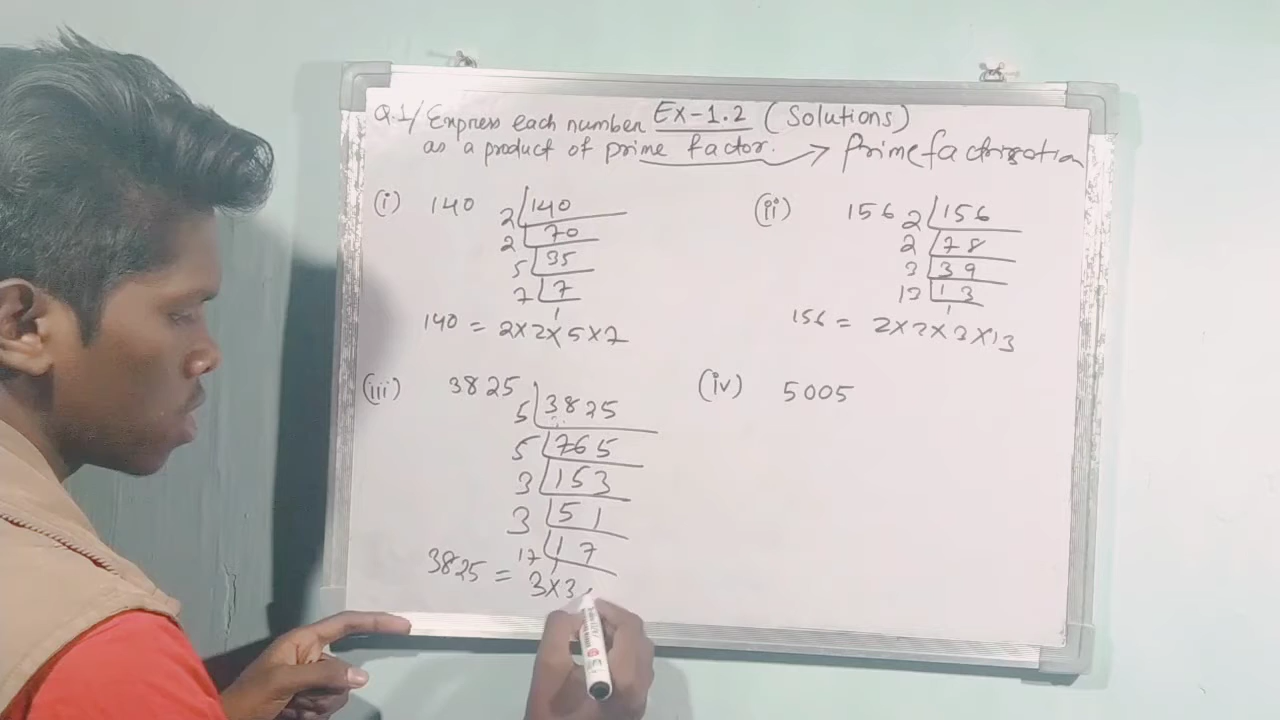 Q.1/ Express each number Ex-1.2 (Solutions)
as a product of prime factor. → Prime factorization
(i) 140
2 140
2 70
5 35
7 7
1
140 = 2×2×5×7
(ii) 156
2 156
2 78
3 39
13 13
1
156 = 2×2×3×13
(iii) 3825
5 3825
5 765
3 153
3 51
17 17
1
3825 = 3×3
(iv) 5005